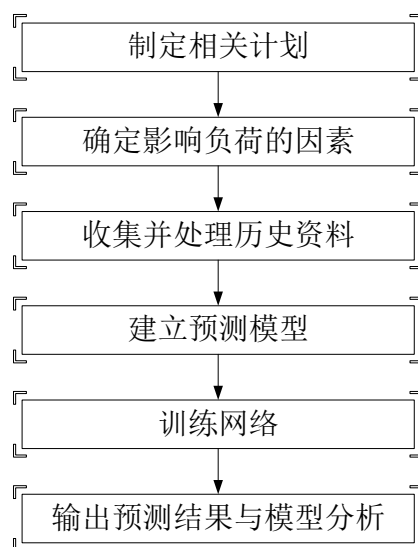 制定相关计划
确定影响负荷的因素
收集并处理历史资料
建立预测模型
训练网络
输出预测结果与模型分析